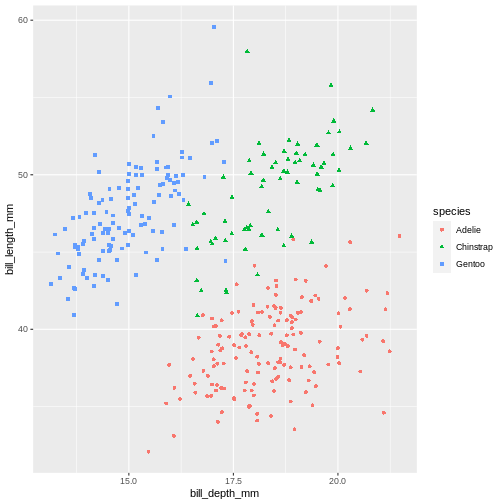 60
50
40
bill_length_mm
15.0
17.5
20.0
bill_depth_mm
species
Adelie
Chinstrap
Gentoo